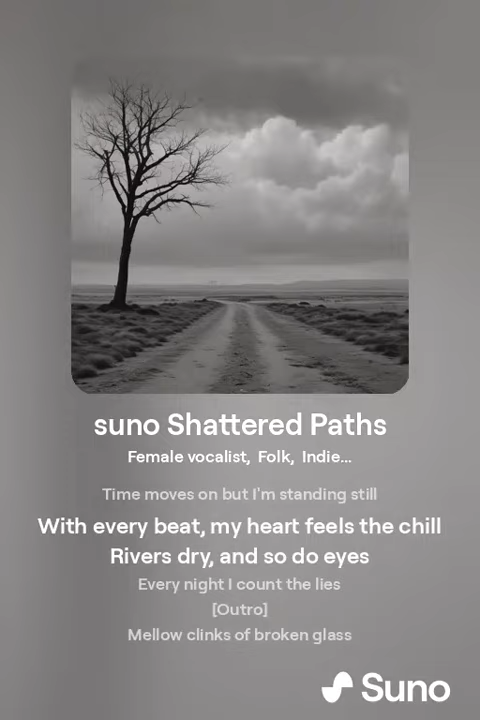 suno Shattered Paths
Female vocalist, Folk, Indie...
Time moves on but I'm standing still
With every beat, my heart feels the chill
Rivers dry, and so do eyes
Every night I count the lies
[Outro]
Mellow clinks of broken glass
Suno